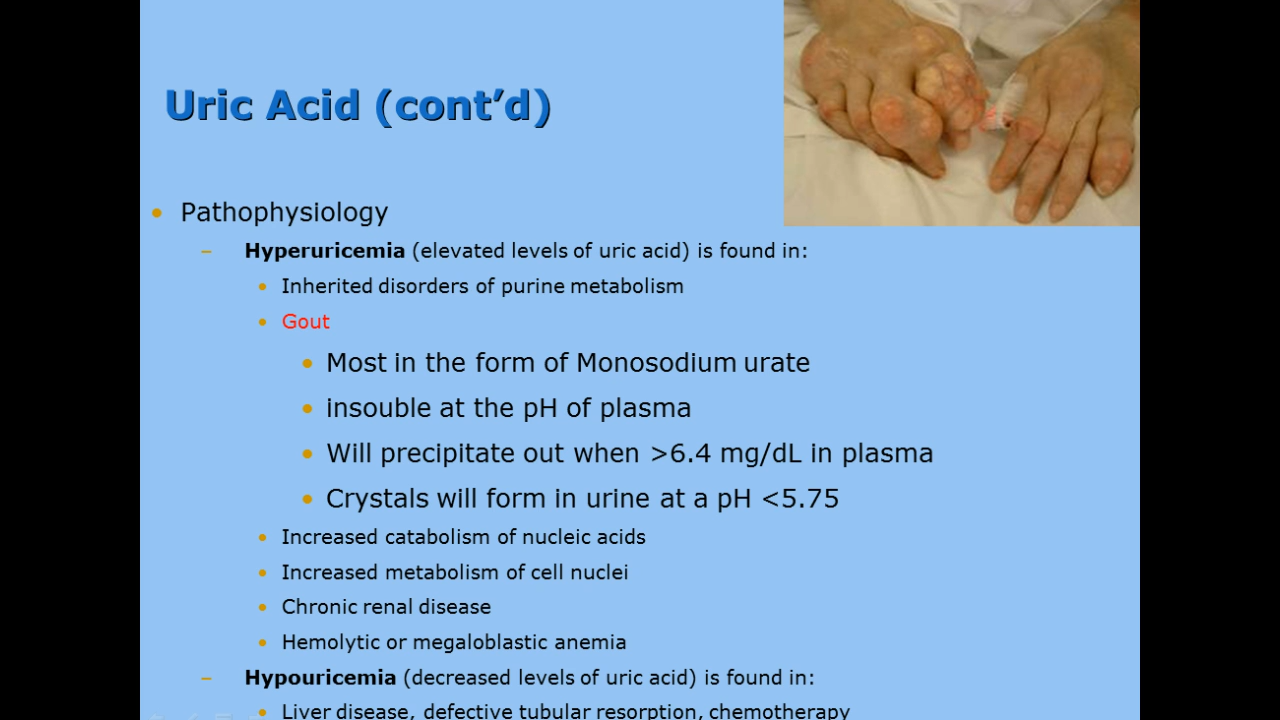 Uric Acid (cont’d)
• Pathophysiology
– Hyperuricemia (elevated levels of uric acid) is found in:
• Inherited disorders of purine metabolism
• Gout
• Most in the form of Monosodium urate
• insouble at the pH of plasma
• Will precipitate out when >6.4 mg/dL in plasma
• Crystals will form in urine at a pH <5.75
• Increased catabolism of nucleic acids
• Increased metabolism of cell nuclei
• Chronic renal disease
• Hemolytic or megaloblastic anemia
– Hypouricemia (decreased levels of uric acid) is found in:
• Liver disease, defective tubular resorption, chemotherapy